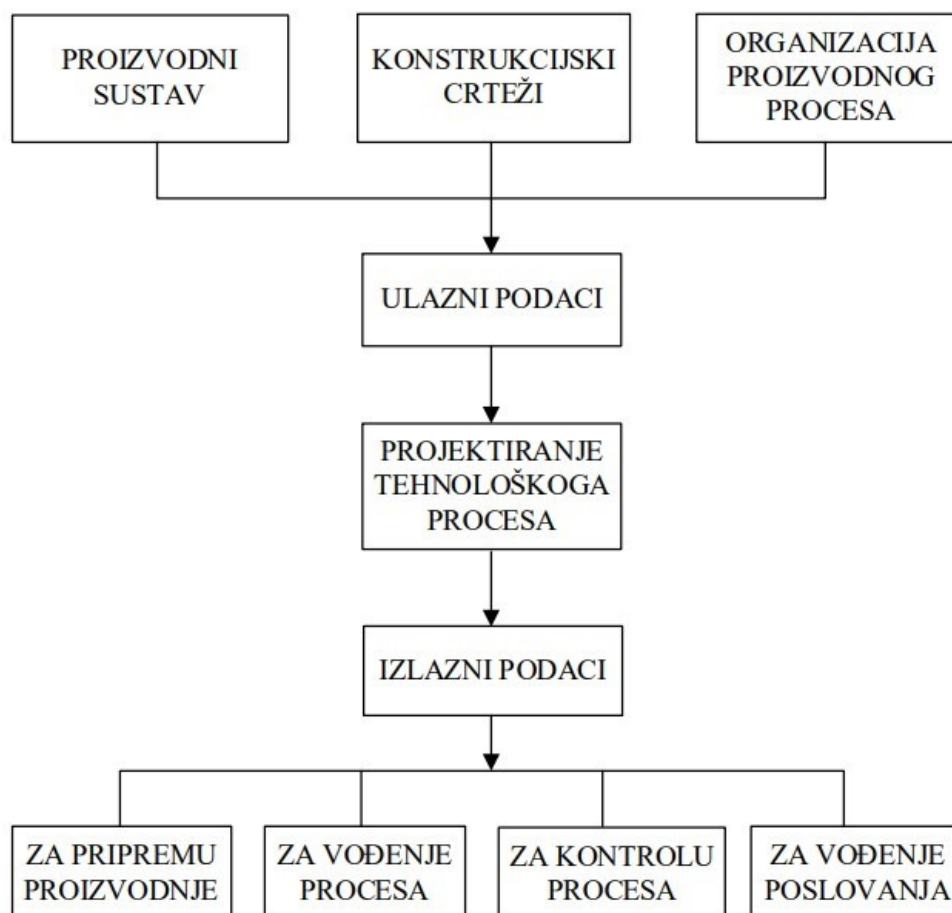 PROIZVODNI
SUSTAV
KONSTRUKCIJSKI
CRTEŽI
ORGANIZACIJA
PROIZVODNOG
PROCESA
ULAZNI PODACI
PROJEKTIRANJE
TEHNOLOŠKOGA
PROCESA
IZLAZNI PODACI
ZA PRIPREMU
PROIZVODNJE
ZA VOĐENJE
PROCESA
ZA KONTROLU
PROCESA
ZA VOĐENJE
POSLOVANJA